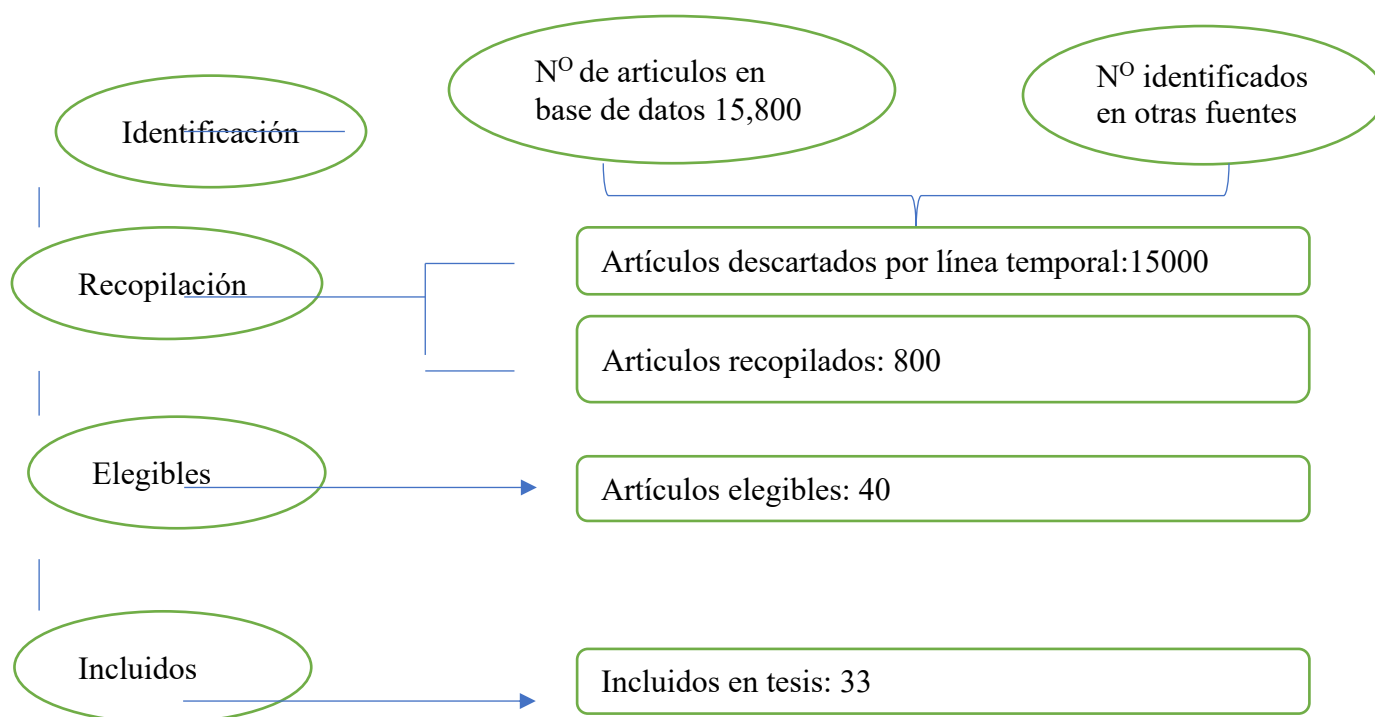 Nº de articulos en
base de datos 15,800
Nº identificados
en otras fuentes
Identificación
Recopilación
Artículos descartados por línea temporal:15000
Articulos recopilados: 800
Elegibles
Artículos elegibles: 40
Incluidos
Incluidos en tesis: 33